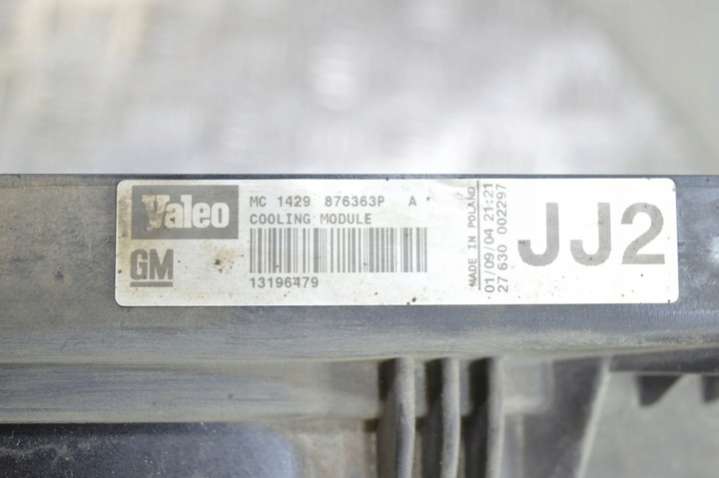 Valeo
GM
MC 1429 876363P A *
COOLING MODULE
13196479
MADE IN POLAND
01/09/04 21:21
27 630 002297
JJ2